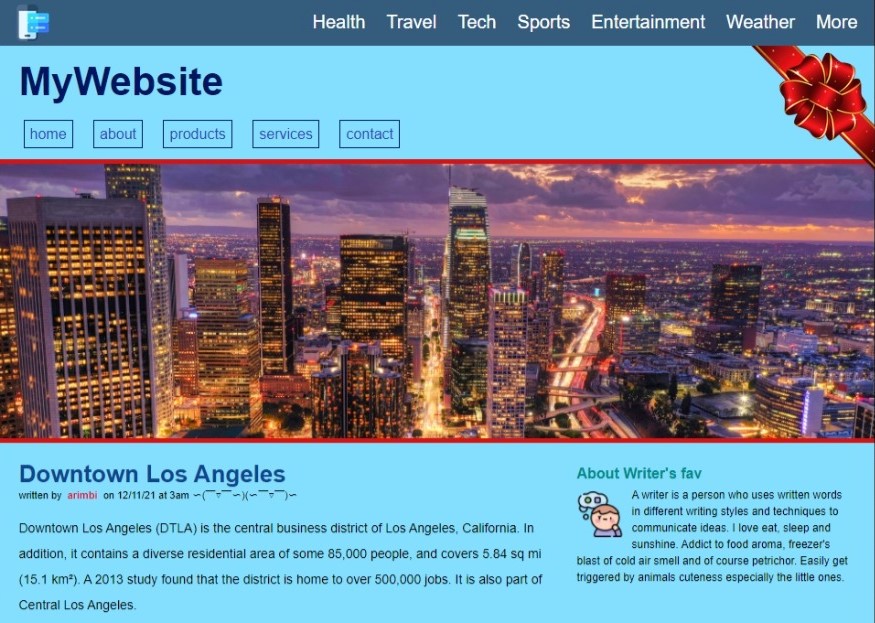 Health Travel Tech Sports Entertainment Weather More
MyWebsite
home about products services contact
Downtown Los Angeles
written by arimbi on 12/11/21 at 3am ∽(￣▿￣∽)(∽￣▿￣)∽
Downtown Los Angeles (DTLA) is the central business district of Los Angeles, California. In
addition, it contains a diverse residential area of some 85,000 people, and covers 5.84 sq mi
(15.1 km²). A 2013 study found that the district is home to over 500,000 jobs. It is also part of
Central Los Angeles.
About Writer's fav
A writer is a person who uses written words
in different writing styles and techniques to
communicate ideas. I love eat, sleep and
sunshine. Addict to food aroma, freezer's
blast of cold air smell and of course petrichor. Easily get
triggered by animals cuteness especially the little ones.